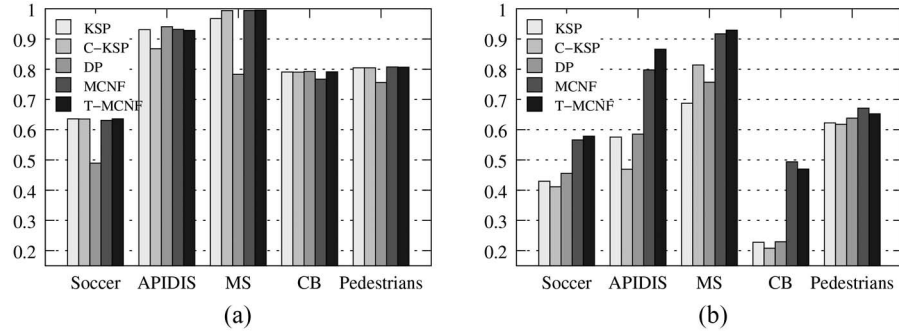 1
0.9
0.8
0.7
0.6
0.5
0.4
0.3
0.2
KSP
C-KSP
DP
MCNF
T-MCNF
Soccer APIDIS MS CB Pedestrians
(a)
1
0.9
0.8
0.7
0.6
0.5
0.4
0.3
0.2
KSP
C-KSP
DP
MCNF
T-MCNF
Soccer APIDIS MS CB Pedestrians
(b)